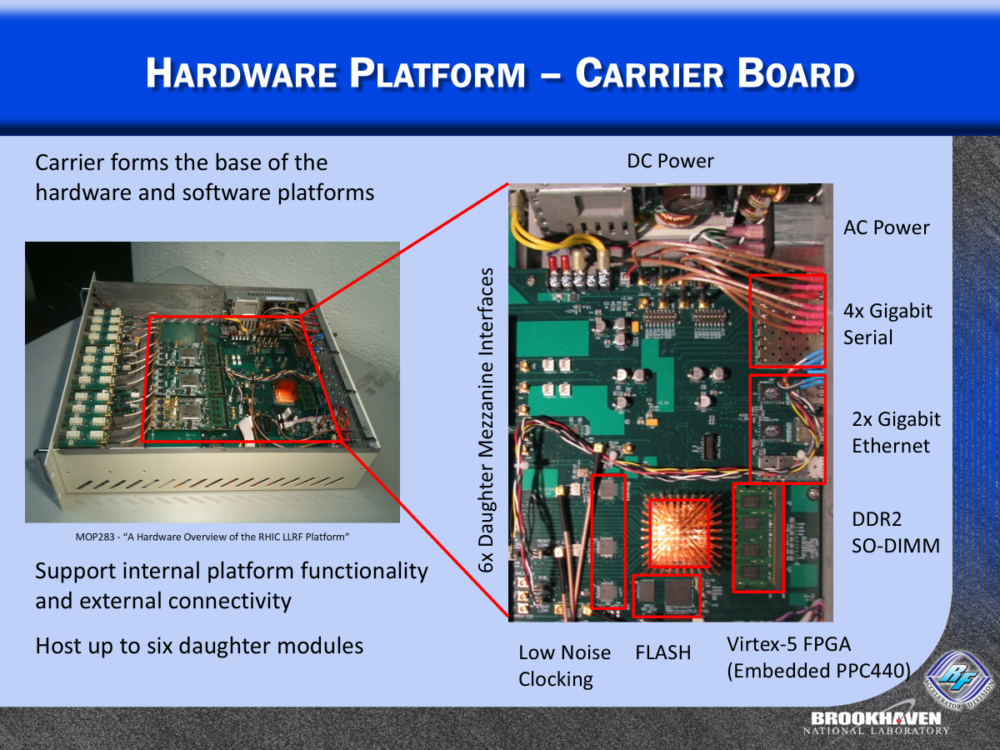 HARDWARE PLATFORM – CARRIER BOARD
Carrier forms the base of the
hardware and software platforms
MOP283 - “A Hardware Overview of the RHIC LLRF Platform”
Support internal platform functionality
and external connectivity
Host up to six daughter modules
DC Power
AC Power
6x Daughter Mezzanine Interfaces
4x Gigabit
Serial
2x Gigabit
Ethernet
DDR2
SO-DIMM
Low Noise
Clocking
FLASH
Virtex-5 FPGA
(Embedded PPC440)
RF
ACCELERATOR DIVISION
BROOKHAVEN
NATIONAL LABORATORY